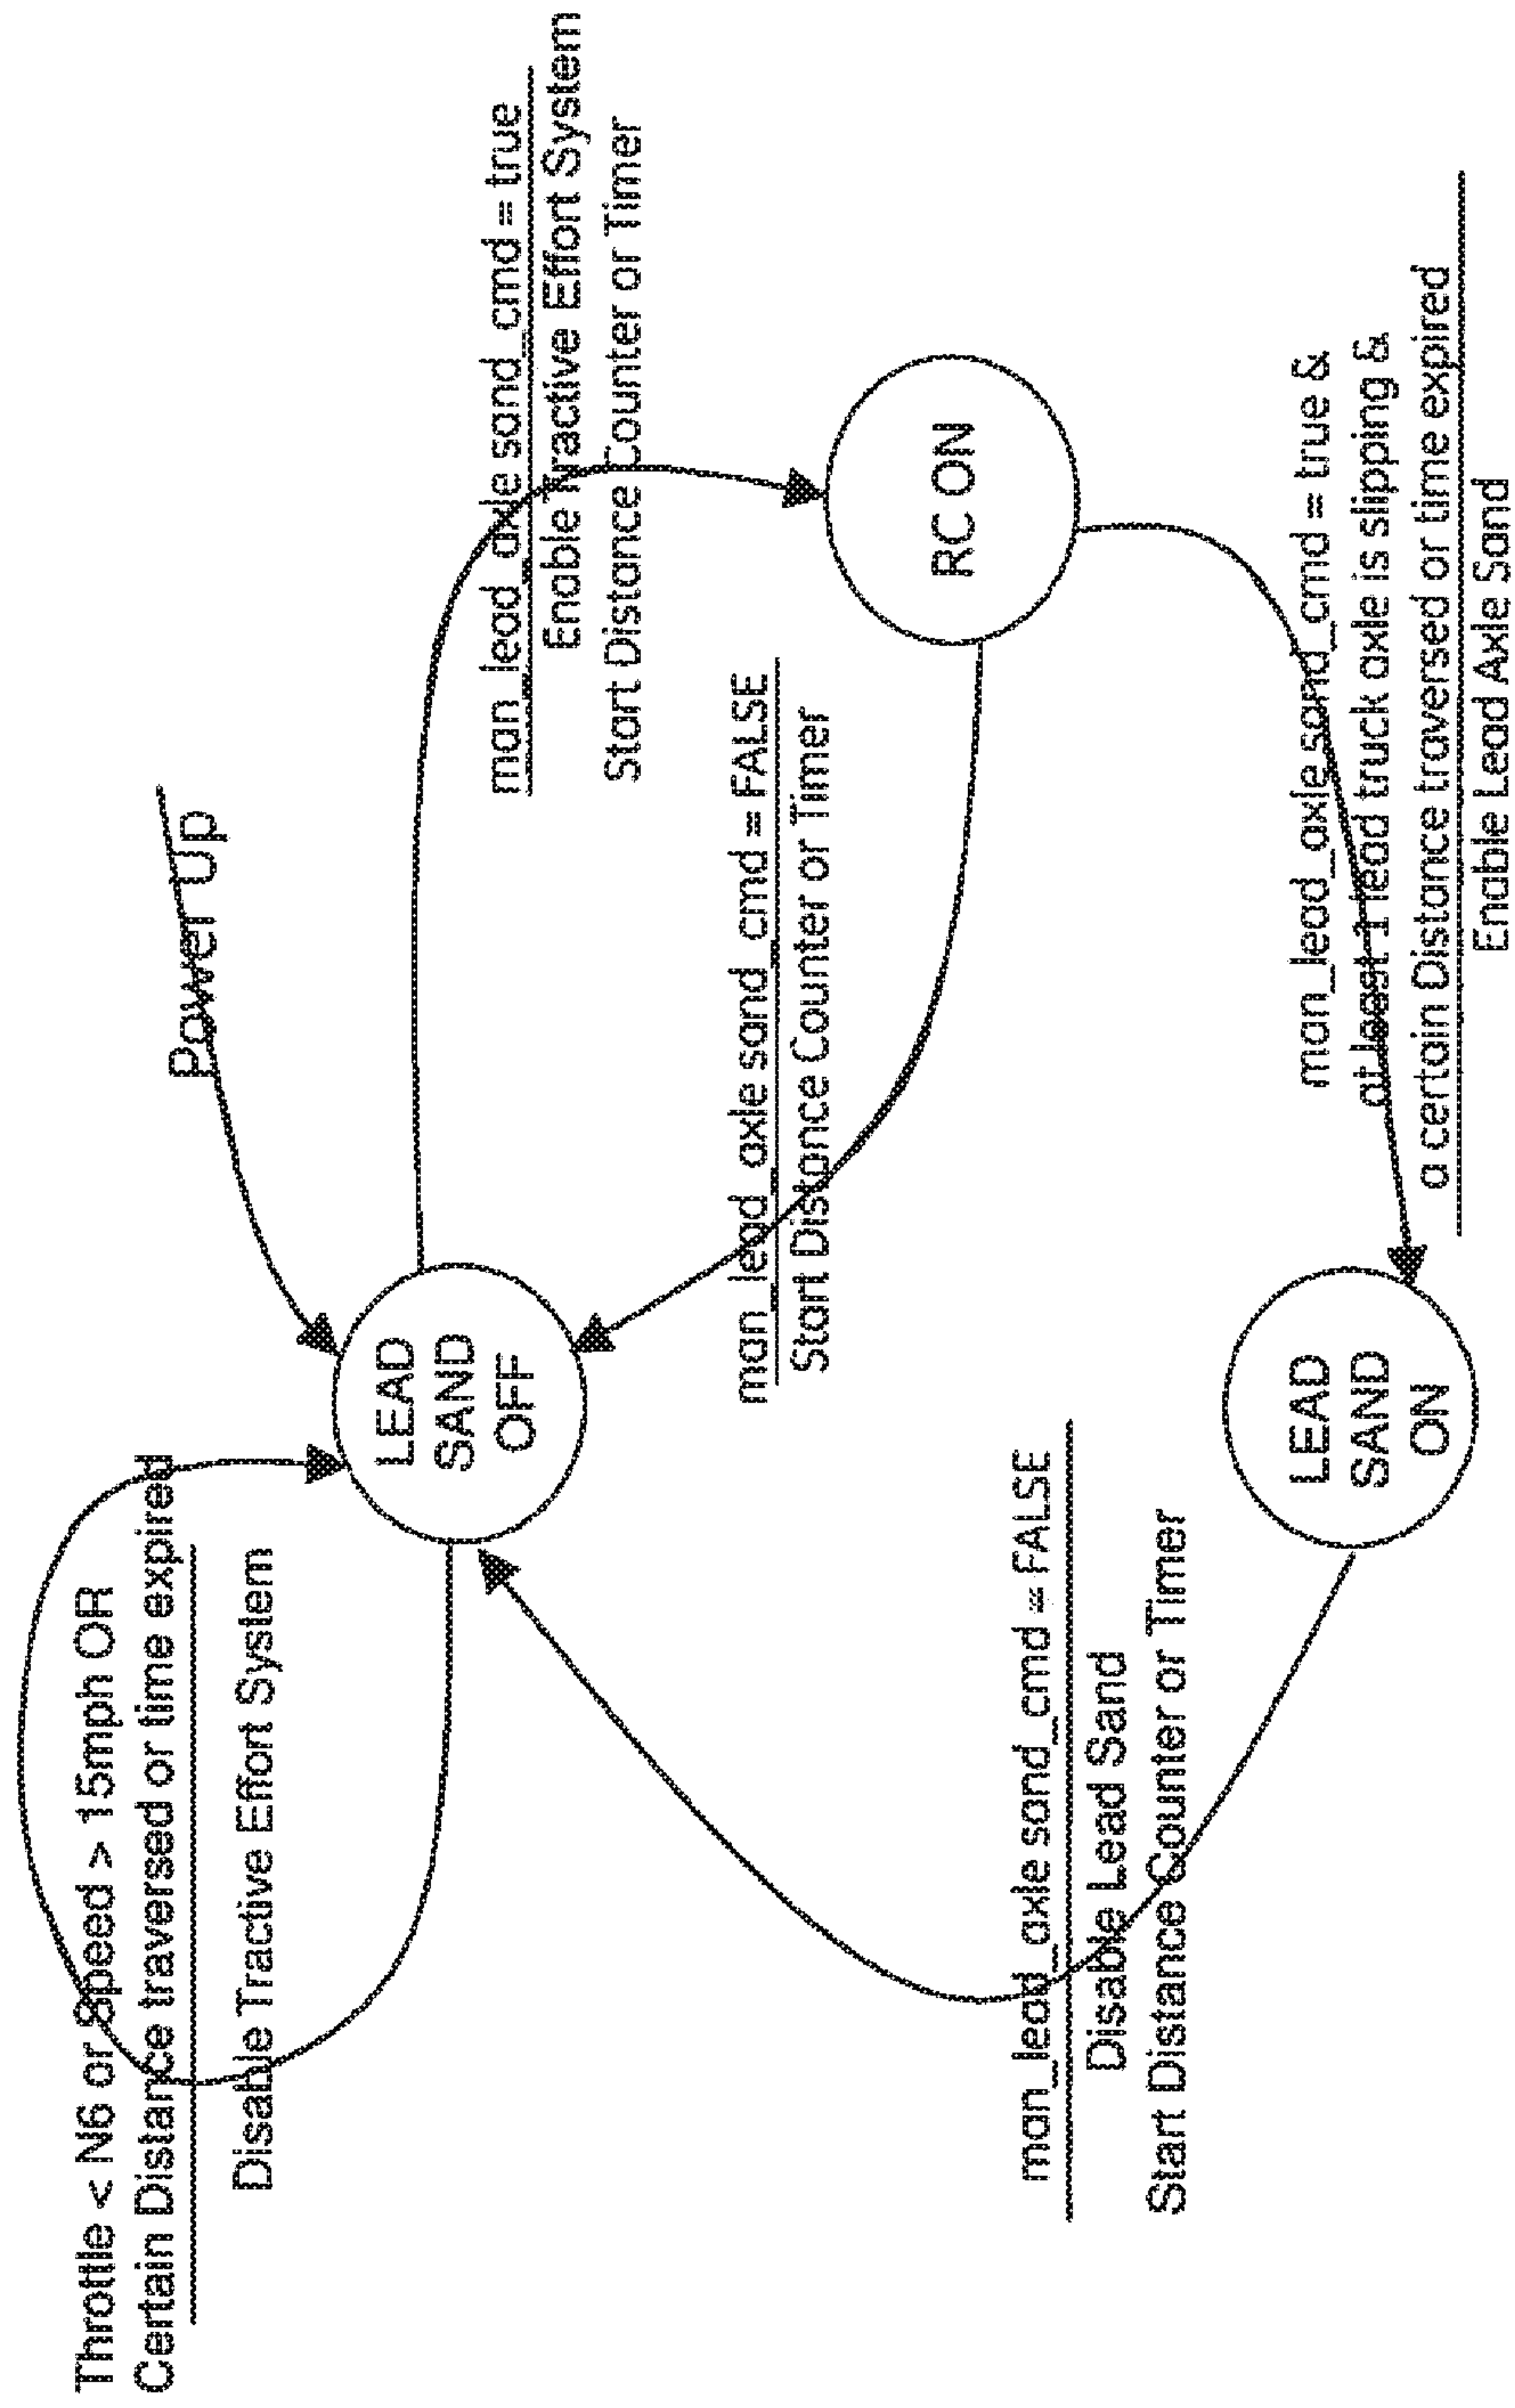 Power Up
Throttle < N6 or Speed > 15mph OR
Certain Distance traversed or time expired
Disable Tractive Effort System
LEAD
SAND
OFF
man_lead_axle sand_cmd = true
Enable Tractive Effort System
Start Distance Counter or Timer
man_lead_axle sand_cmd = FALSE
Start Distance Counter or Timer
RC ON
man_lead_axle sand_cmd = FALSE
Disable Lead Sand
Start Distance Counter or Timer
LEAD
SAND
ON
man_lead_axle_sand_cmd = true &
at least 1 lead truck axle is slipping &
a certain Distance traversed or time expired
Enable Lead Axle Sand